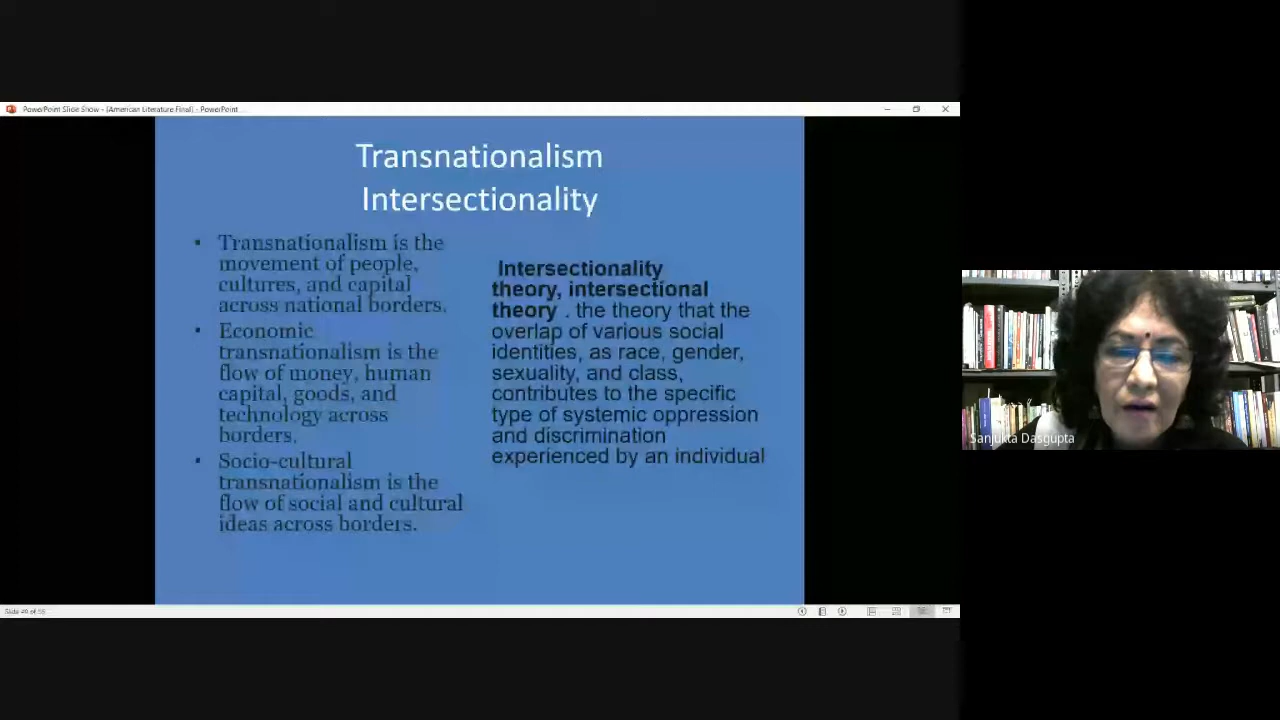 PowerPoint Slide Show - [American Literature Final] - PowerPoint
Transnationalism
Intersectionality
• Transnationalism is the
movement of people,
cultures, and capital
across national borders.
• Economic
transnationalism is the
flow of money, human
capital, goods, and
technology across
borders.
• Socio-cultural
transnationalism is the
flow of social and cultural
ideas across borders.
Intersectionality
theory, intersectional
theory . the theory that the
overlap of various social
identities, as race, gender,
sexuality, and class,
contributes to the specific
type of systemic oppression
and discrimination
experienced by an individual
Sanjukta Dasgupta
Slide of